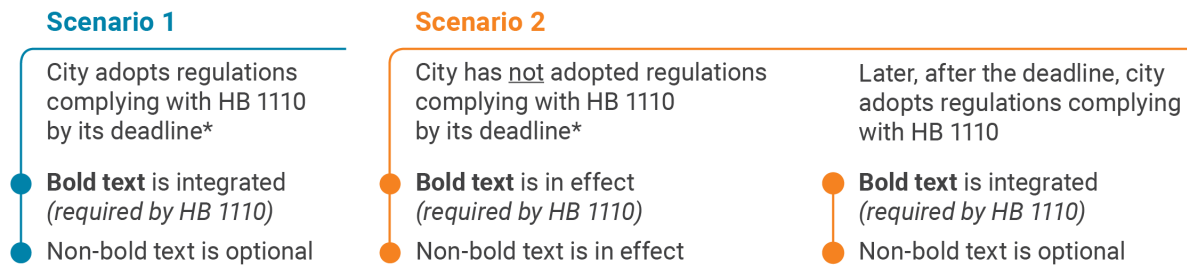 Scenario 1
City adopts regulations
complying with HB 1110
by its deadline*
Bold text is integrated
(required by HB 1110)
Non-bold text is optional
Scenario 2
City has not adopted regulations
complying with HB 1110
by its deadline*
Bold text is in effect
(required by HB 1110)
Non-bold text is in effect
Later, after the deadline, city
adopts regulations complying
with HB 1110
Bold text is integrated
(required by HB 1110)
Non-bold text is optional